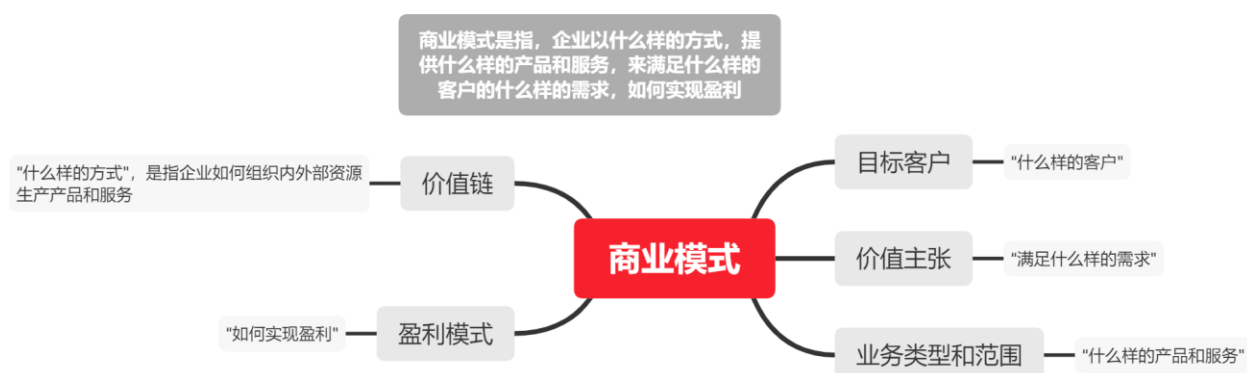 商业模式是指，企业以什么样的方式，提
供什么样的产品和服务，来满足什么样的
客户的什么样的需求，如何实现盈利
"什么样的方式"，是指企业如何组织内外部资源
生产产品和服务
价值链
"如何实现盈利"
盈利模式
商业模式
目标客户
"什么样的客户"
价值主张
"满足什么样的需求"
业务类型和范围
"什么样的产品和服务"